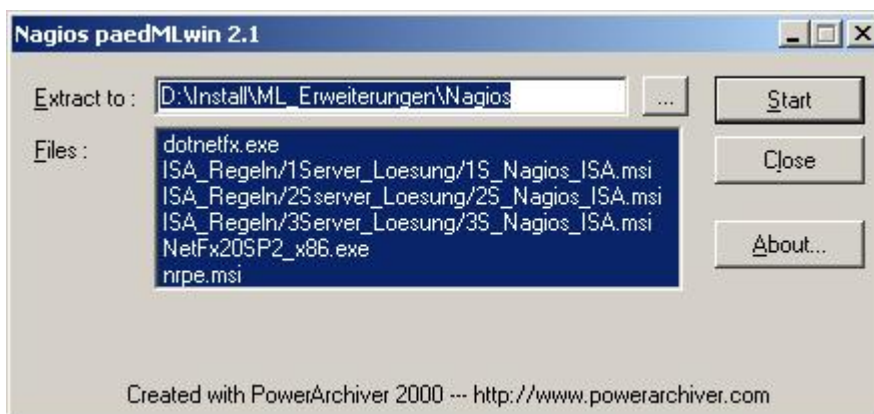 Nagios paedMLwin 2.1
Extract to : D:\Install\ML_Erweiterungen\Nagios ... Start
Files : Close
dotnetfx.exe
ISA_Regeln/1Server_Loesung/1S_Nagios_ISA.msi
ISA_Regeln/2Sserver_Loesung/2S_Nagios_ISA.msi
ISA_Regeln/3Server_Loesung/3S_Nagios_ISA.msi
NetFx20SP2_x86.exe About...
nrpe.msi
Created with PowerArchiver 2000 --- http://www.powerarchiver.com